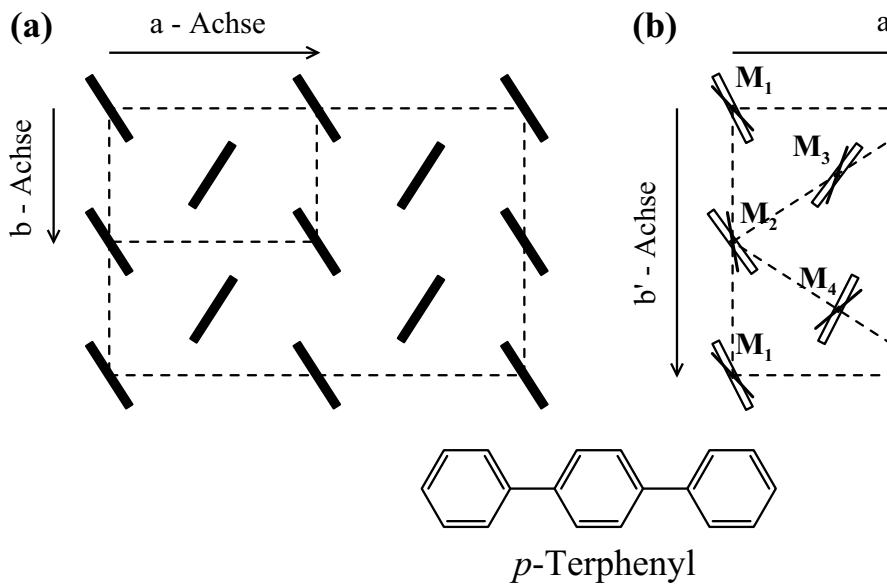 (a)
a - Achse
b - Achse
(b)
a
M₁
M₃
M₂
b' - Achse
M₄
M₁
p-Terphenyl